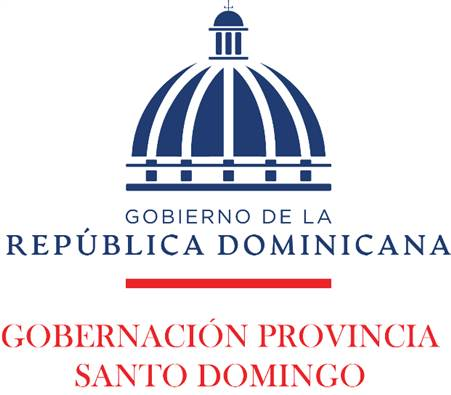 GOBIERNO DE LA
REPÚBLICA DOMINICANA
GOBERNACIÓN PROVINCIA
SANTO DOMINGO